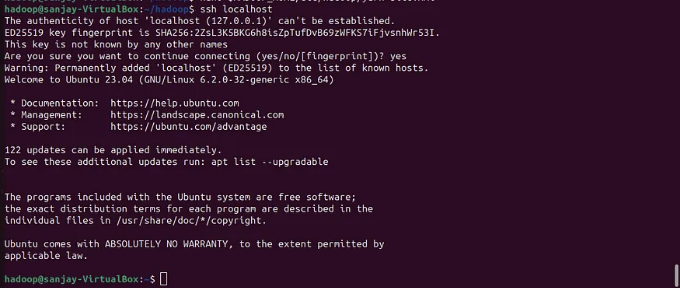 hadoop@sanjay-VirtualBox:~/hadoop$ ssh localhost
The authenticity of host 'localhost (127.0.0.1)' can't be established.
ED25519 key fingerprint is SHA256:2ZsL3K5BKG6h8isZpTufDvB69zWFKS7iFjvsnhWr53I.
This key is not known by any other names
Are you sure you want to continue connecting (yes/no/[fingerprint])? yes
Warning: Permanently added 'localhost' (ED25519) to the list of known hosts.
Welcome to Ubuntu 23.04 (GNU/Linux 6.2.0-32-generic x86_64)
* Documentation: https://help.ubuntu.com
* Management: https://landscape.canonical.com
* Support: https://ubuntu.com/advantage
122 updates can be applied immediately.
To see these additional updates run: apt list --upgradable
The programs included with the Ubuntu system are free software;
the exact distribution terms for each program are described in the
individual files in /usr/share/doc/*/copyright.
Ubuntu comes with ABSOLUTELY NO WARRANTY, to the extent permitted by
applicable law.
hadoop@sanjay-VirtualBox:~$